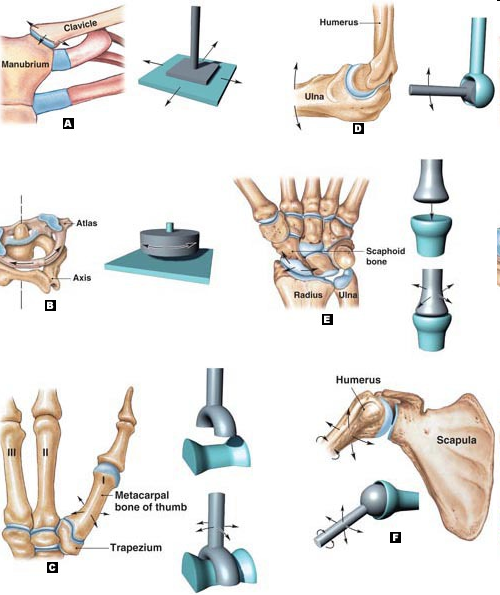 Clavicle
Manubrium
A
Humerus
Ulna
D
Atlas
Axis
B
Scaphoid
bone
Radius
Ulna
E
III
II
I
Metacarpal
bone of thumb
Trapezium
C
Humerus
Scapula
F